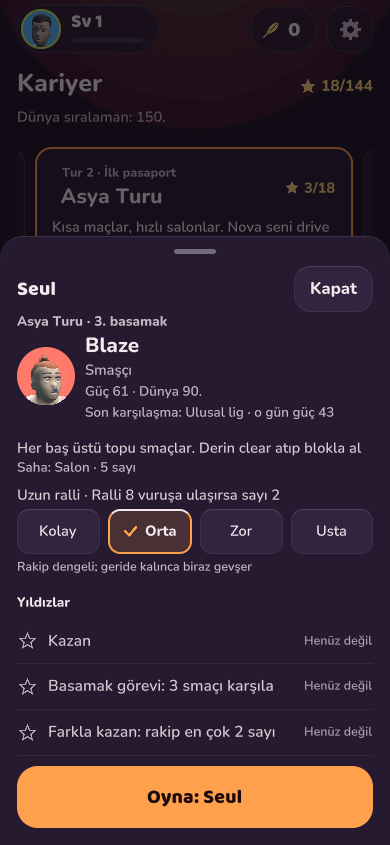 Sv 1
0
Kariyer
18/144
Dünya sıralaman: 150.
Tur 2 · İlk pasaport
Asya Turu
3/18
Kısa maçlar, hızlı salonlar. Nova seni drive
Seul
Kapat
Asya Turu · 3. basamak
Blaze
Smaşçı
Güç 61 · Dünya 90.
Son karşılaşma: Ulusal lig · o gün güç 43
Her baş üstü topu smaçlar. Derin clear atıp blokla al
Saha: Salon · 5 sayı
Uzun ralli · Ralli 8 vuruşa ulaşırsa sayı 2
Kolay
Orta
Zor
Usta
Rakip dengeli; geride kalınca biraz gevşer
Yıldızlar
Kazan
Henüz değil
Basamak görevi: 3 smaçı karşıla
Henüz değil
Farkla kazan: rakip en çok 2 sayı
Henüz değil
Oyna: Seul